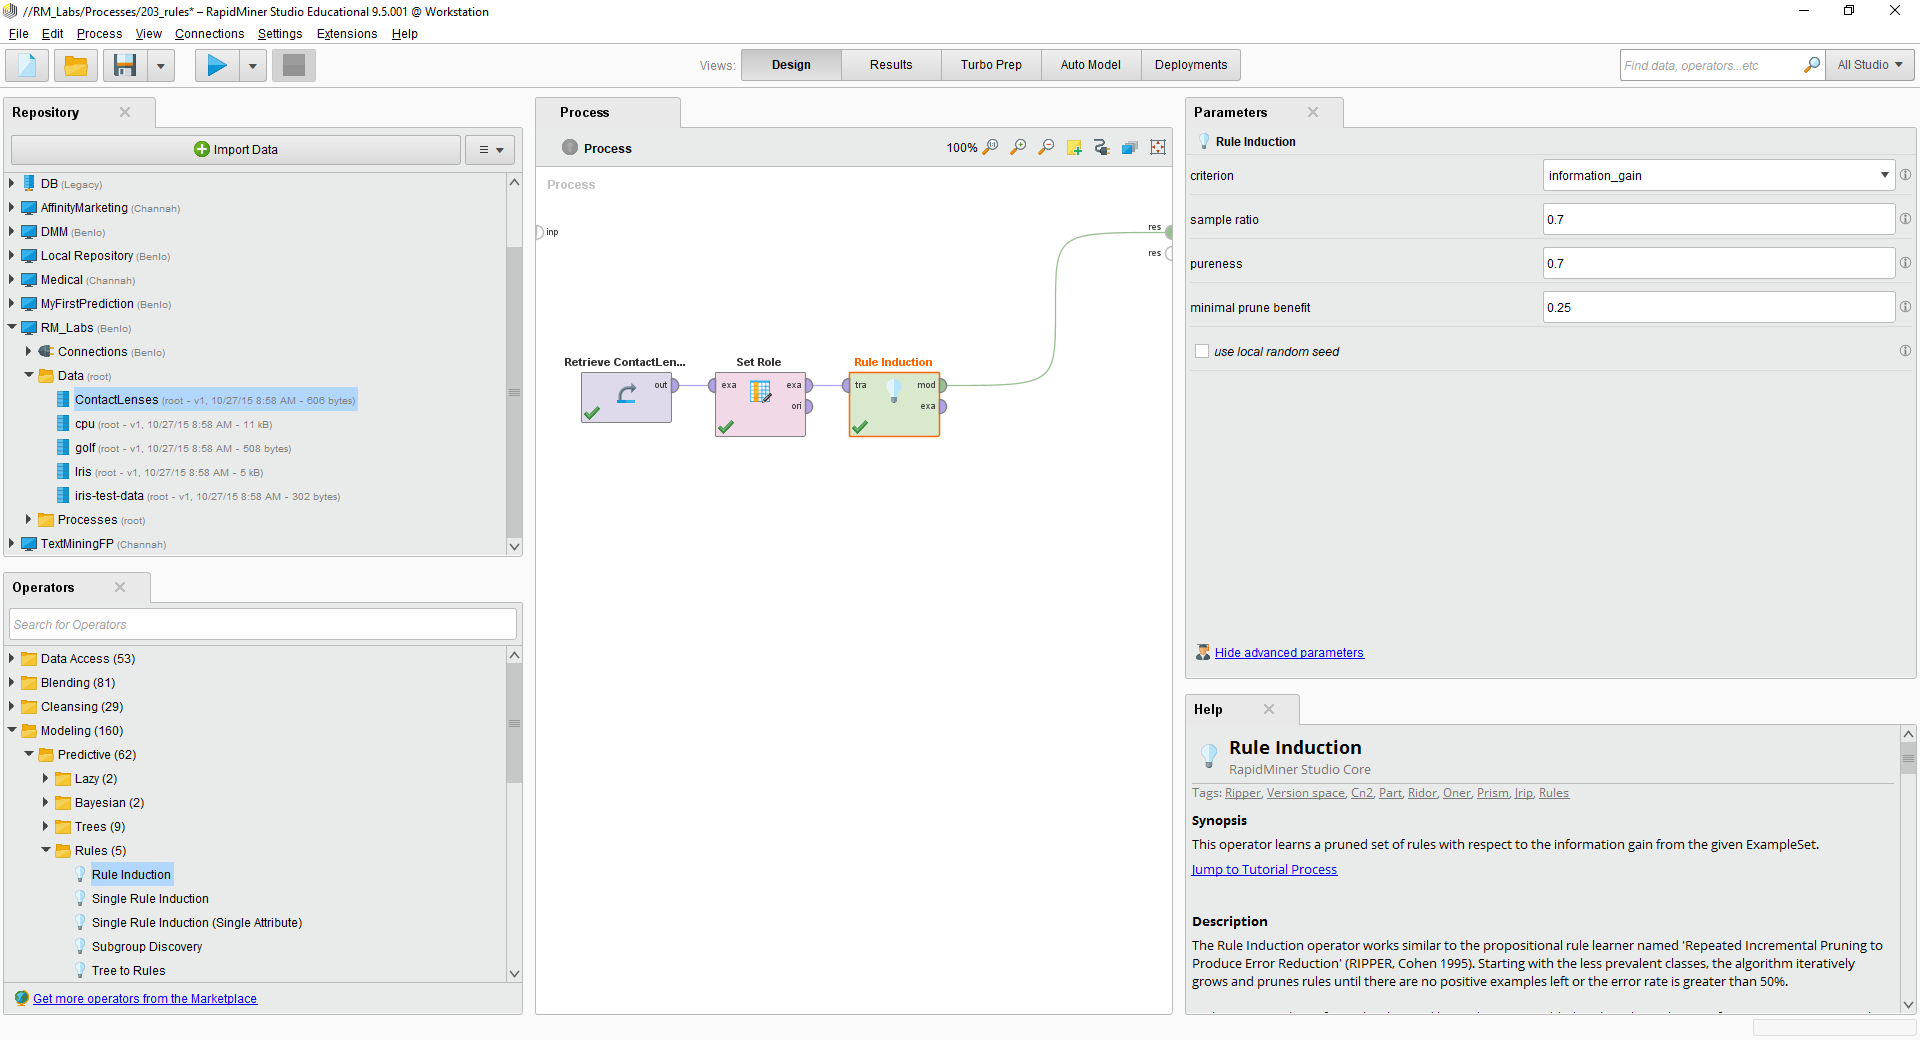 //RM_Labs/Processes/203_rules* – RapidMiner Studio Educational 9.5.001 @ Workstation
File Edit Process View Connections Settings Extensions Help
Views: Design Results Turbo Prep Auto Model Deployments
Find data, operators...etc
All Studio
Repository
Import Data
DB (Legacy)
AffinityMarketing (Channah)
DMM (Benlo)
Local Repository (Benlo)
Medical (Channah)
MyFirstPrediction (Benlo)
RM_Labs (Benlo)
Connections (Benlo)
Data (root)
ContactLenses (root - v1, 10/27/15 8:58 AM - 606 bytes)
cpu (root - v1, 10/27/15 8:58 AM - 11 kB)
golf (root - v1, 10/27/15 8:58 AM - 508 bytes)
Iris (root - v1, 10/27/15 8:58 AM - 5 kB)
iris-test-data (root - v1, 10/27/15 8:58 AM - 302 bytes)
Processes (root)
TextMiningFP (Channah)
Operators
Search for Operators
Data Access (53)
Blending (81)
Cleansing (29)
Modeling (160)
Predictive (62)
Lazy (2)
Bayesian (2)
Trees (9)
Rules (5)
Rule Induction
Single Rule Induction
Single Rule Induction (Single Attribute)
Subgroup Discovery
Tree to Rules
Get more operators from the Marketplace
Process
Process
100%
Process
inp
res
res
Retrieve ContactLen...
out
Set Role
exa exa
ori
Rule Induction
tra mod
exa
Parameters
Rule Induction
criterion information_gain
sample ratio 0.7
pureness 0.7
minimal prune benefit 0.25
use local random seed
Hide advanced parameters
Help
Rule Induction
RapidMiner Studio Core
Tags: Ripper, Version space, Cn2, Part, Ridor, Oner, Prism, Jrip, Rules
Synopsis
This operator learns a pruned set of rules with respect to the information gain from the given ExampleSet.
Jump to Tutorial Process
Description
The Rule Induction operator works similar to the propositional rule learner named 'Repeated Incremental Pruning to
Produce Error Reduction' (RIPPER, Cohen 1995). Starting with the less prevalent classes, the algorithm iteratively
grows and prunes rules until there are no positive examples left or the error rate is greater than 50%.